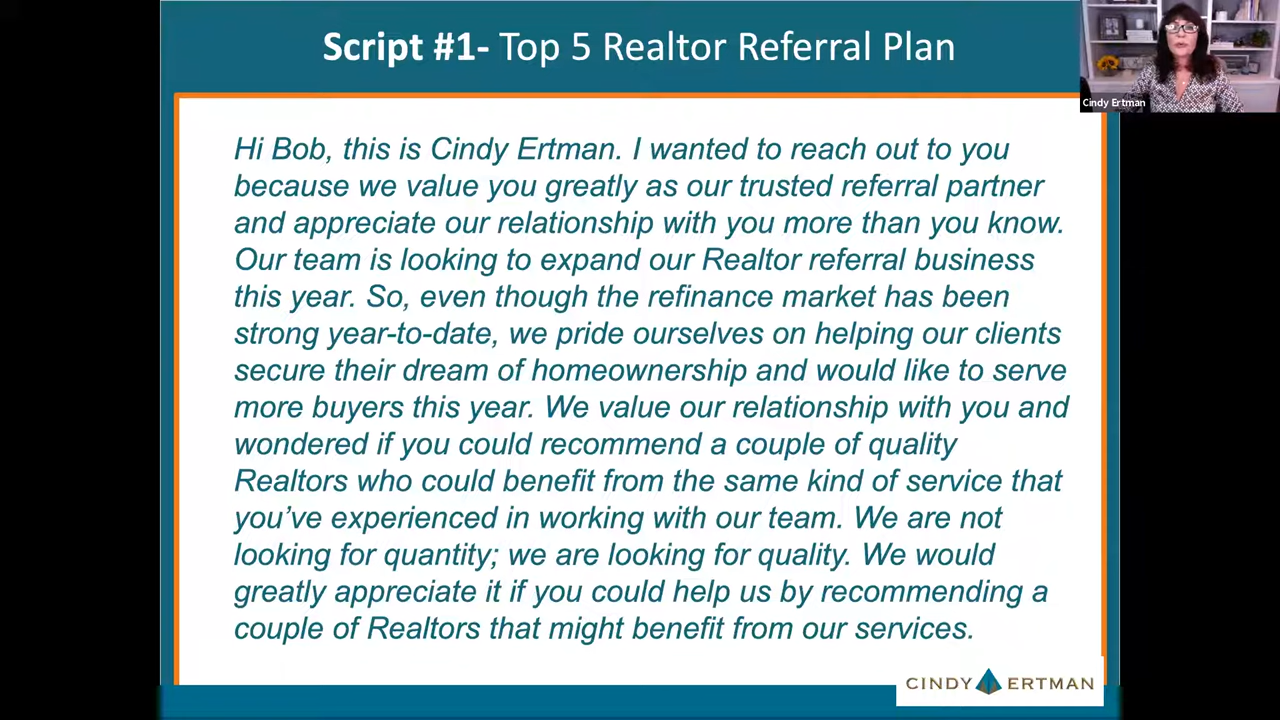 Script #1- Top 5 Realtor Referral Plan
Cindy Ertman
Hi Bob, this is Cindy Ertman. I wanted to reach out to you
because we value you greatly as our trusted referral partner
and appreciate our relationship with you more than you know.
Our team is looking to expand our Realtor referral business
this year. So, even though the refinance market has been
strong year-to-date, we pride ourselves on helping our clients
secure their dream of homeownership and would like to serve
more buyers this year. We value our relationship with you and
wondered if you could recommend a couple of quality
Realtors who could benefit from the same kind of service that
you’ve experienced in working with our team. We are not
looking for quantity; we are looking for quality. We would
greatly appreciate it if you could help us by recommending a
couple of Realtors that might benefit from our services.
CINDY ERTMAN